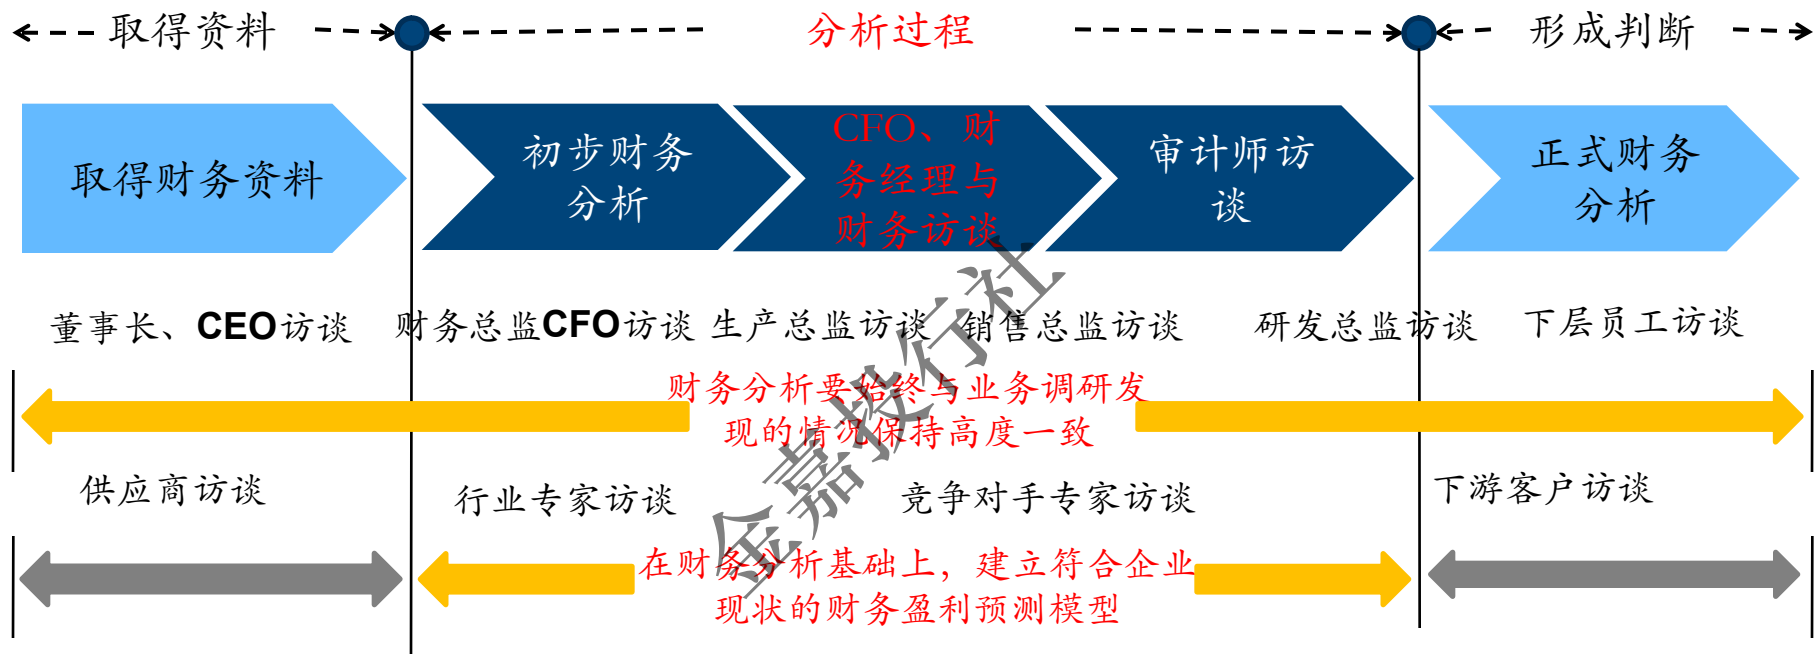 取得资料
分析过程
形成判断
取得财务资料
初步财务
分析
CFO、财
务经理与
财务访谈
审计师访
谈
正式财务
分析
董事长、CEO访谈
财务总监CFO访谈
生产总监访谈
销售总监访谈
研发总监访谈
下层员工访谈
财务分析要始终与业务调研发
现的情况保持高度一致
供应商访谈
行业专家访谈
竞争对手专家访谈
下游客户访谈
在财务分析基础上，建立符合企业
现状的财务盈利预测模型
金嘉投行社